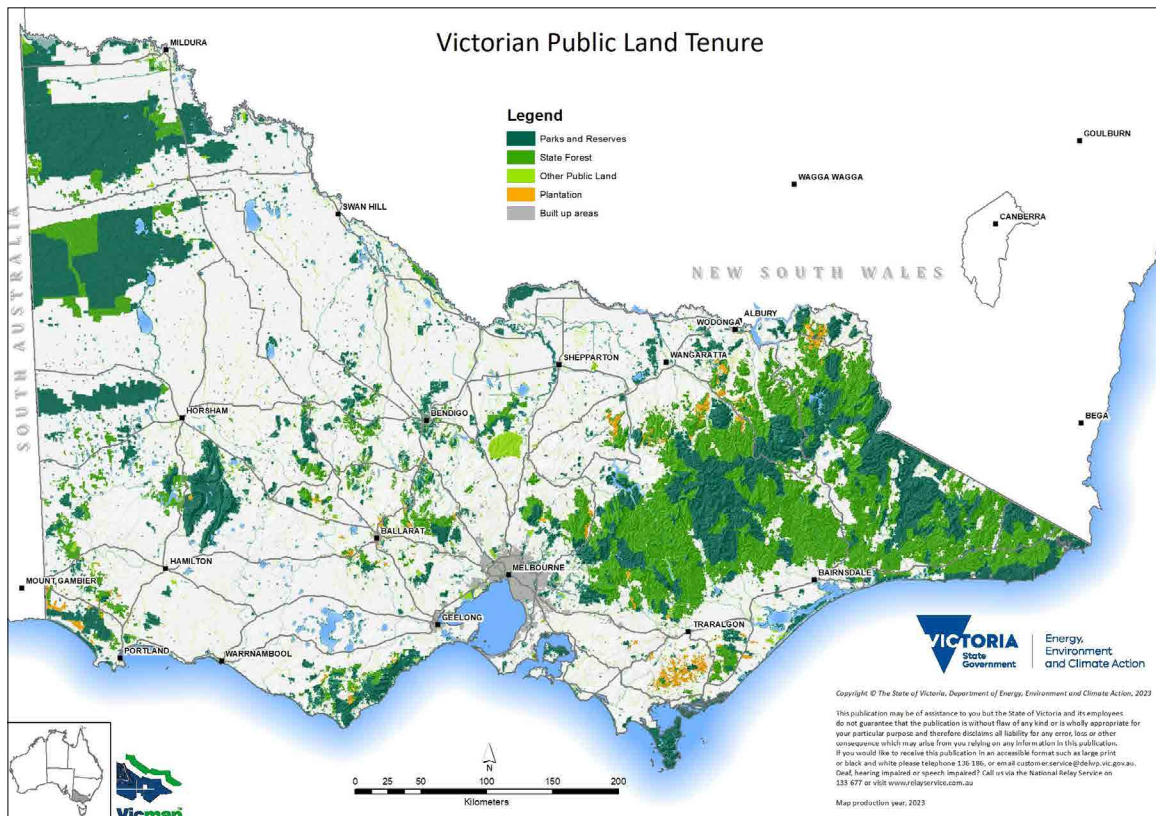 Victorian Public Land Tenure
Legend
Parks and Reserves
State Forest
Other Public Land
Plantation
Built up areas
MILDURA
GOULBURN
WAGGA WAGGA
SWAN HILL
CANBERRA
SOUTH AUSTRALIA
NEW SOUTH WALES
ALBURY
WODONGA
SHEPPARTON
WANGARATTA
HORSHAM
BENDIGO
BEGA
BALLARAT
HAMILTON
MELBOURNE
MOUNT GAMBIER
BAIRNSDALE
GEELONG
TRARALGON
PORTLAND
WARRNAMBOOL
VICTORIA
State
Government
Energy,
Environment
and Climate Action
Copyright © The State of Victoria, Department of Energy, Environment and Climate Action, 2023
This publication may be of assistance to you but the State of Victoria and its employees
do not guarantee that the publication is without flaw of any kind or is wholly appropriate for
your particular purpose and therefore disclaims all liability for any error, loss or other
consequence which may arise from you relying on any information in this publication.
If you would like to receive this publication in an accessible format such as large print
or black and white please telephone 136 186, or email customer.service@delwp.vic.gov.au.
Deaf, hearing impaired or speech impaired? Call us via the National Relay Service on
133 677 or visit www.relayservice.com.au
Map production year, 2023
N
0 25 50 100 150 200
Kilometers
Vicmap™